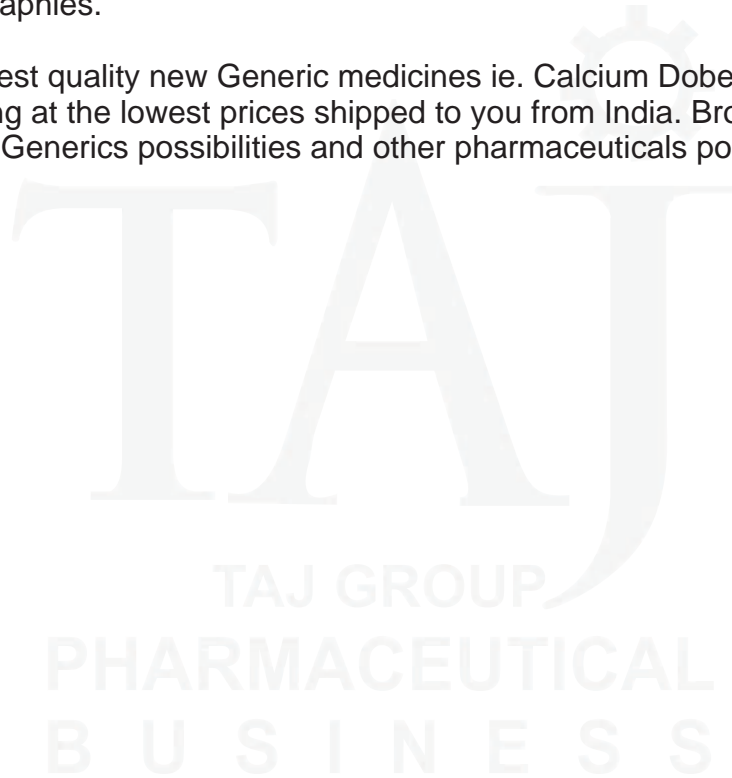 aphies.
est quality new Generic medicines ie. Calcium Dobe
ng at the lowest prices shipped to you from India. Bro
Generics possibilities and other pharmaceuticals po
TAJ
TAJ GROUP
PHARMACEUTICAL
BUSINESS